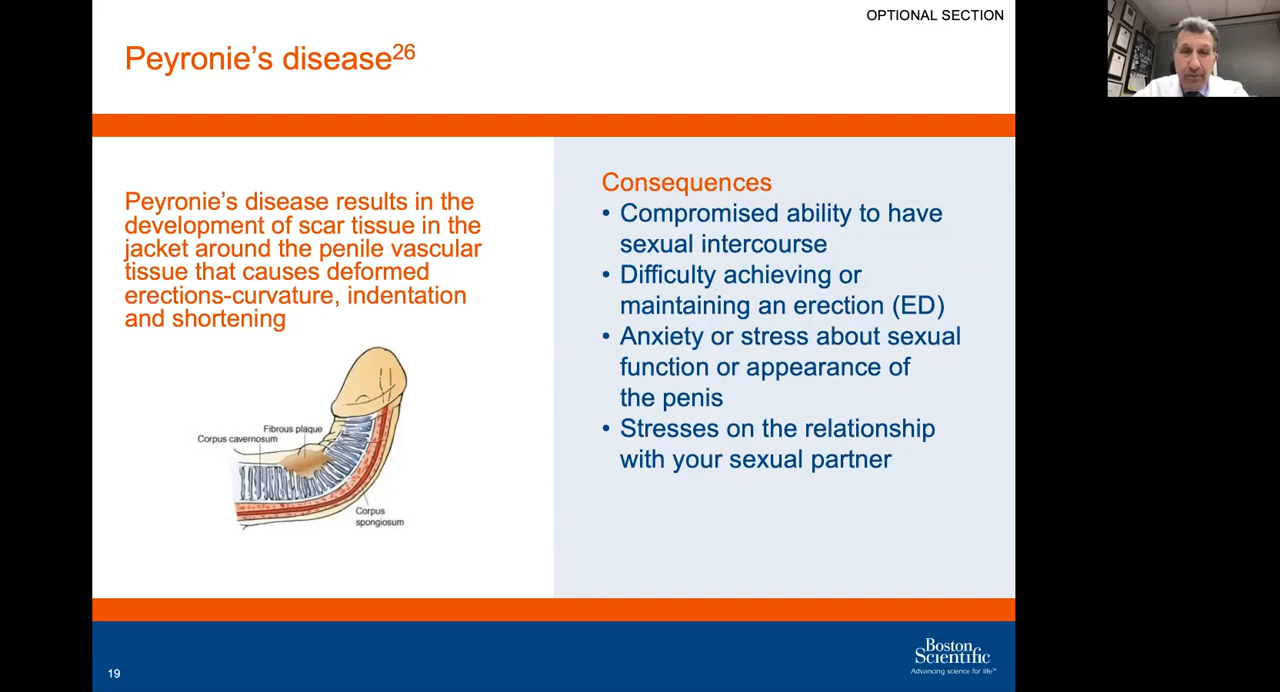 OPTIONAL SECTION
Peyronie’s disease26
Peyronie’s disease results in the
development of scar tissue in the
jacket around the penile vascular
tissue that causes deformed
erections-curvature, indentation
and shortening
Fibrous plaque
Corpus cavernosum
Corpus
spongiosum
Consequences
• Compromised ability to have
sexual intercourse
• Difficulty achieving or
maintaining an erection (ED)
• Anxiety or stress about sexual
function or appearance of
the penis
• Stresses on the relationship
with your sexual partner
19
Boston
Scientific
Advancing science for life™